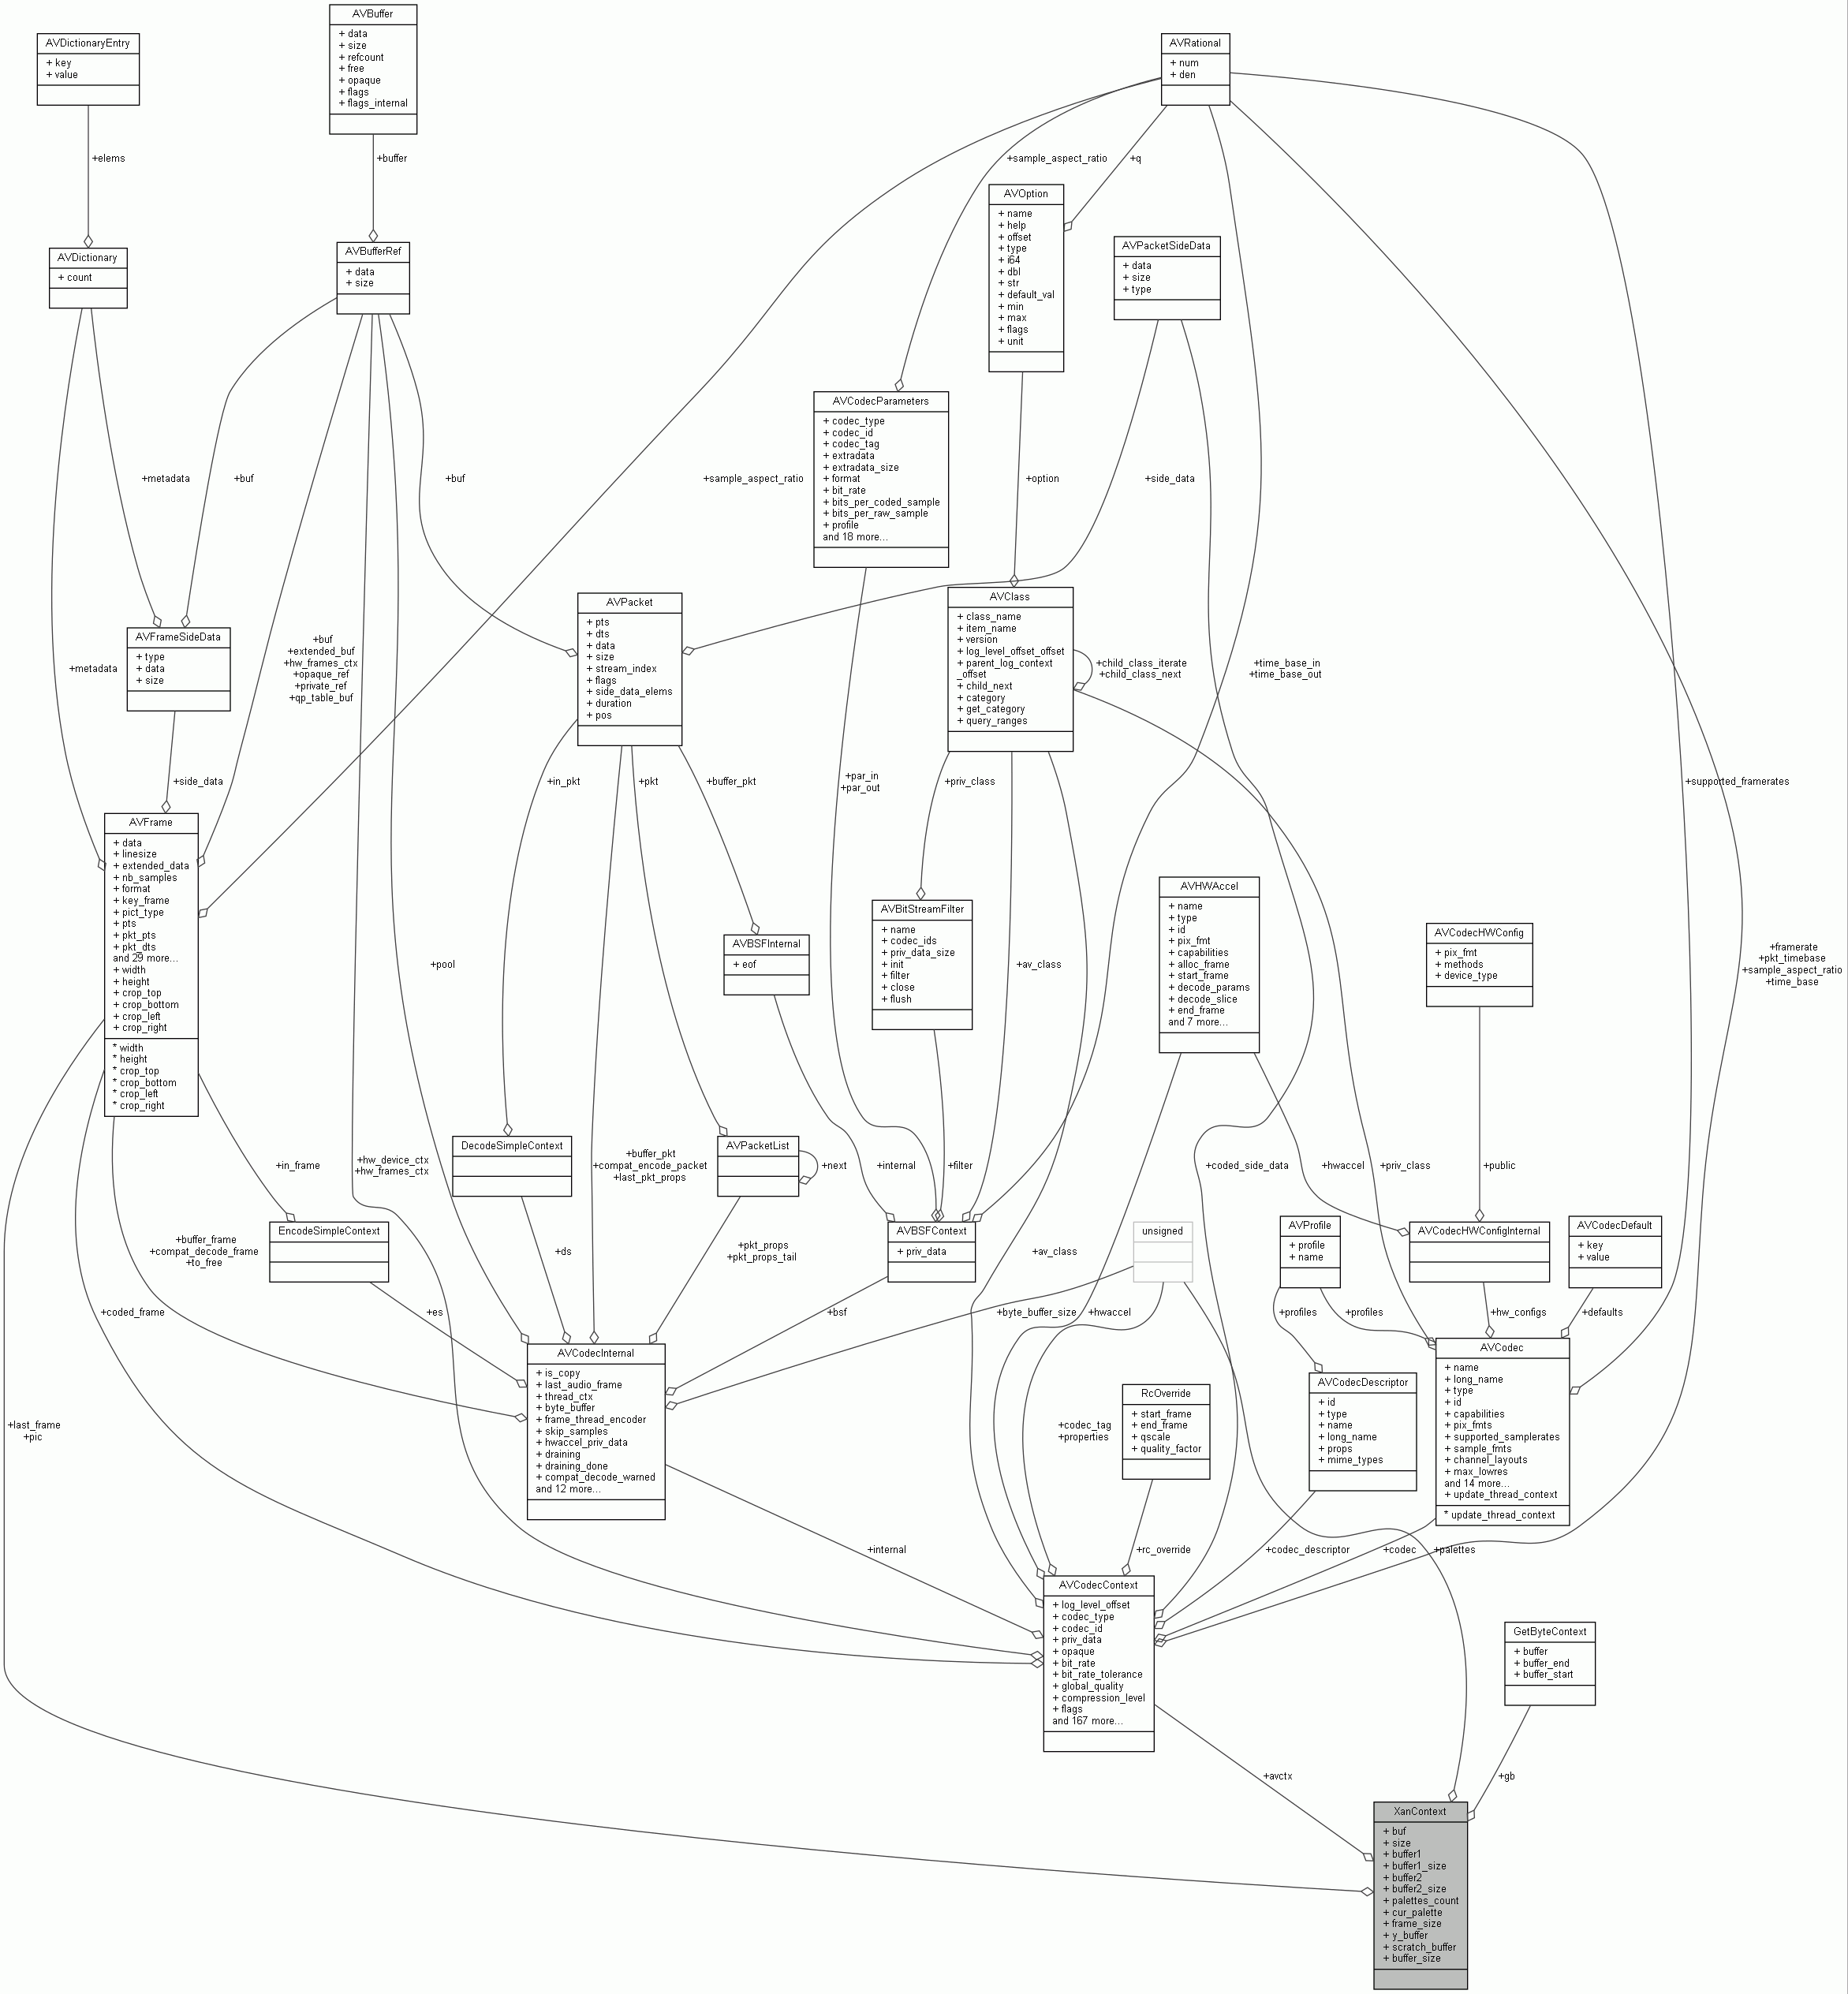 AVBuffer
+ data
+ size
+ refcount
+ free
+ opaque
+ flags
+ flags_internal
AVDictionaryEntry
+ key
+ value
AVRational
+ num
+ den
+elems
+buffer
+sample_aspect_ratio
+q
AVOption
+ name
+ help
+ offset
+ type
+ i64
+ dbl
+ str
+ default_val
+ min
+ max
+ flags
+ unit
AVPacketSideData
+ data
+ size
+ type
AVDictionary
+ count
AVBufferRef
+ data
+ size
AVCodecParameters
+ codec_type
+ codec_id
+ codec_tag
+ extradata
+ extradata_size
+ format
+ bit_rate
+ bits_per_coded_sample
+ bits_per_raw_sample
+ profile
and 18 more...
+metadata
+buf
+buf
+sample_aspect_ratio
+option
+side_data
AVPacket
+ pts
+ dts
+ data
+ size
+ stream_index
+ flags
+ side_data_elems
+ duration
+ pos
AVClass
+ class_name
+ item_name
+ version
+ log_level_offset_offset
+ parent_log_context
_offset
+ child_next
+ category
+ get_category
+ query_ranges
+child_class_iterate
+child_class_next
+time_base_in
+time_base_out
AVFrameSideData
+ type
+ data
+ size
+metadata
+buf
+extended_buf
+hw_frames_ctx
+opaque_ref
+private_ref
+qp_table_buf
+side_data
+in_pkt
+pkt
+buffer_pkt
+par_in
+par_out
+priv_class
+supported_framerates
AVFrame
+ data
+ linesize
+ extended_data
+ nb_samples
+ format
+ key_frame
+ pict_type
+ pts
+ pkt_pts
+ pkt_dts
and 29 more...
+ width
+ height
+ crop_top
+ crop_bottom
+ crop_left
+ crop_right
* width
* height
* crop_top
* crop_bottom
* crop_left
* crop_right
+pool
AVBSFInternal
+ eof
AVBitStreamFilter
+ name
+ codec_ids
+ priv_data_size
+ init
+ filter
+ close
+ flush
+av_class
AVHWAccel
+ name
+ type
+ id
+ pix_fmt
+ capabilities
+ alloc_frame
+ start_frame
+ decode_params
+ decode_slice
+ end_frame
and 7 more...
AVCodecHWConfig
+ pix_fmt
+ methods
+ device_type
+framerate
+pkt_timebase
+sample_aspect_ratio
+time_base
+in_frame
+hw_device_ctx
+hw_frames_ctx
DecodeSimpleContext
+buffer_pkt
+compat_encode_packet
+last_pkt_props
AVPacketList
+next
+internal
+filter
+coded_side_data
+hwaccel
+priv_class
+public
+buffer_frame
+compat_decode_frame
+to_free
EncodeSimpleContext
+ds
+pkt_props
+pkt_props_tail
AVBSFContext
+ priv_data
+av_class
unsigned
AVProfile
+ profile
+ name
AVCodecHWConfigInternal
AVCodecDefault
+ key
+ value
+coded_frame
+es
+bsf
+byte_buffer_size
+hwaccel
+profiles
+profiles
+hw_configs
+defaults
AVCodecInternal
+ is_copy
+ last_audio_frame
+ thread_ctx
+ byte_buffer
+ frame_thread_encoder
+ skip_samples
+ hwaccel_priv_data
+ draining
+ draining_done
+ compat_decode_warned
and 12 more...
+last_frame
+pic
+codec_tag
+properties
RcOverride
+ start_frame
+ end_frame
+ qscale
+ quality_factor
AVCodecDescriptor
+ id
+ type
+ name
+ long_name
+ props
+ mime_types
AVCodec
+ name
+ long_name
+ type
+ id
+ capabilities
+ pix_fmts
+ supported_samplerates
+ sample_fmts
+ channel_layouts
+ max_lowres
and 14 more...
+ update_thread_context
* update_thread_context
+internal
+rc_override
+codec_descriptor
+codec
+palettes
AVCodecContext
+ log_level_offset
+ codec_type
+ codec_id
+ priv_data
+ opaque
+ bit_rate
+ bit_rate_tolerance
+ global_quality
+ compression_level
+ flags
and 167 more...
GetByteContext
+ buffer
+ buffer_end
+ buffer_start
+avctx
+gb
XanContext
+ buf
+ size
+ buffer1
+ buffer1_size
+ buffer2
+ buffer2_size
+ palettes_count
+ cur_palette
+ frame_size
+ y_buffer
+ scratch_buffer
+ buffer_size